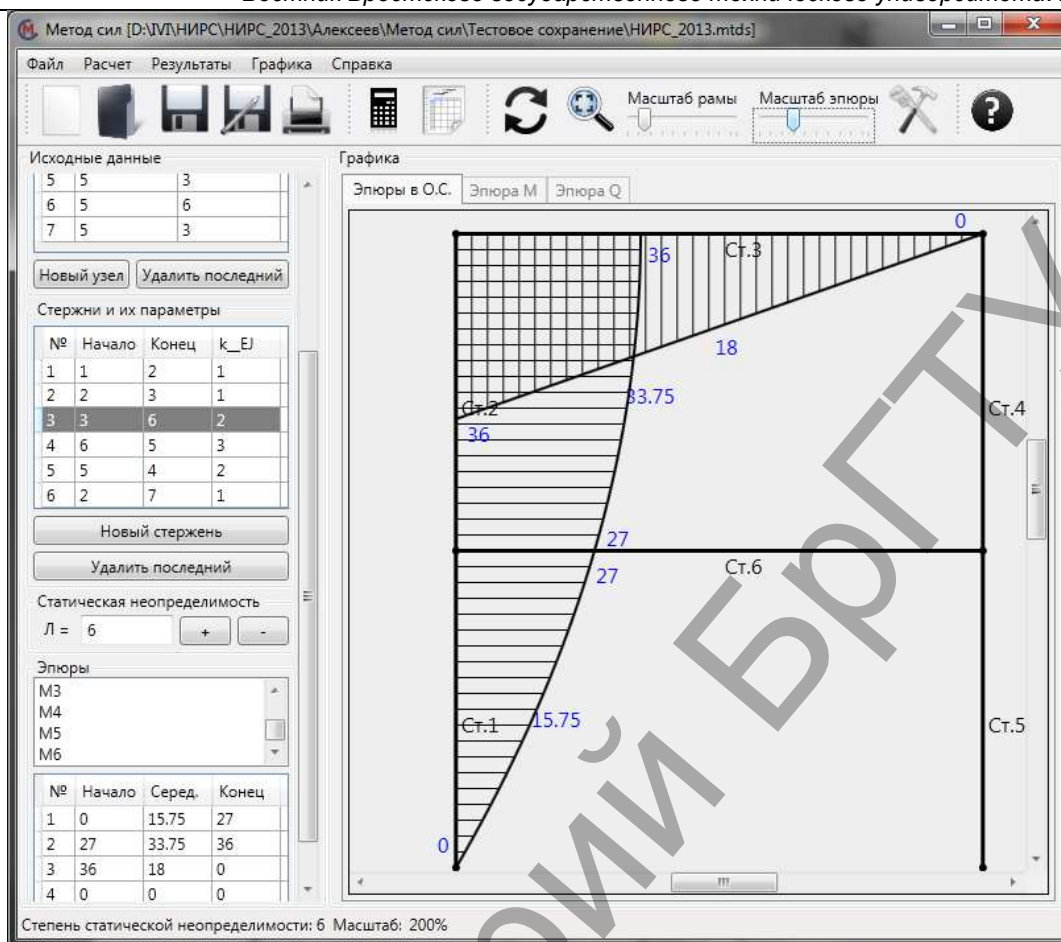 Вестник Брестского государственного технического университета.
Метод сил [D:\IVI\НИРС\НИРС_2013\Алексеев\Метод сил\Тестовое сохранение\НИРС_2013.mtds]
Файл Расчет Результаты Графика Справка
Масштаб рамы Масштаб эпюры
Исходные данные
5 5 3
6 5 6
7 5 3
Новый узел Удалить последний
Стержни и их параметры
№ Начало Конец k__EJ
1 1 2 1
2 2 3 1
3 3 6 2
4 6 5 3
5 5 4 2
6 2 7 1
Новый стержень
Удалить последний
Статическая неопределимость
Л = 6 + -
Эпюры
M3
M4
M5
M6
№ Начало Серед. Конец
1 0 15.75 27
2 27 33.75 36
3 36 18 0
4 0 0 0
Графика
Эпюры в О.С. Эпюра М Эпюра Q
0
36 Ст.3
18
33.75
Ст.2 Ст.4
36
27
27 Ст.6
Ст.1 15.75 Ст.5
0
Степень статической неопределимости: 6 Масштаб: 200%
БрГТУ